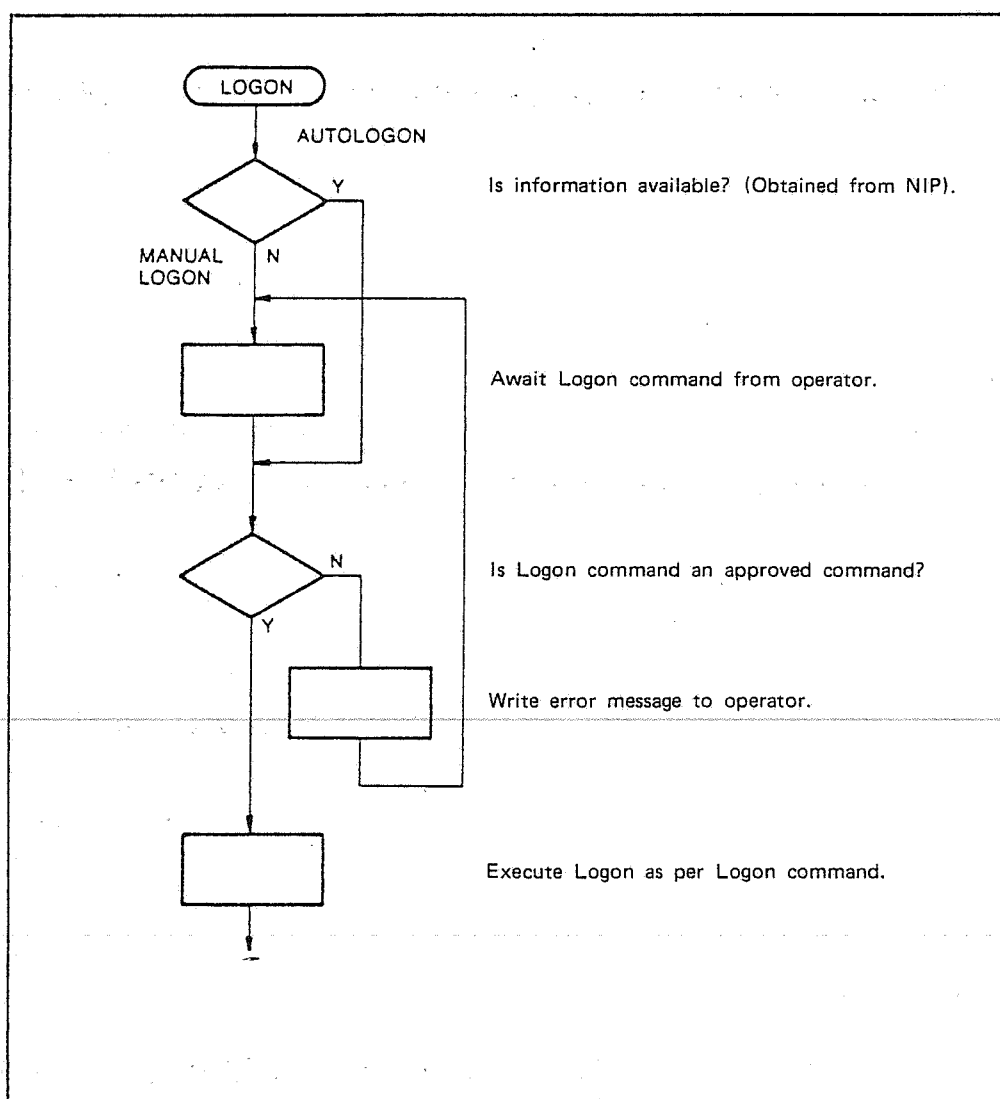 LOGON
AUTOLOGON
Y
Is information available? (Obtained from NIP).
MANUAL
LOGON
N
Await Logon command from operator.
N
Is Logon command an approved command?
Y
Write error message to operator.
Execute Logon as per Logon command.